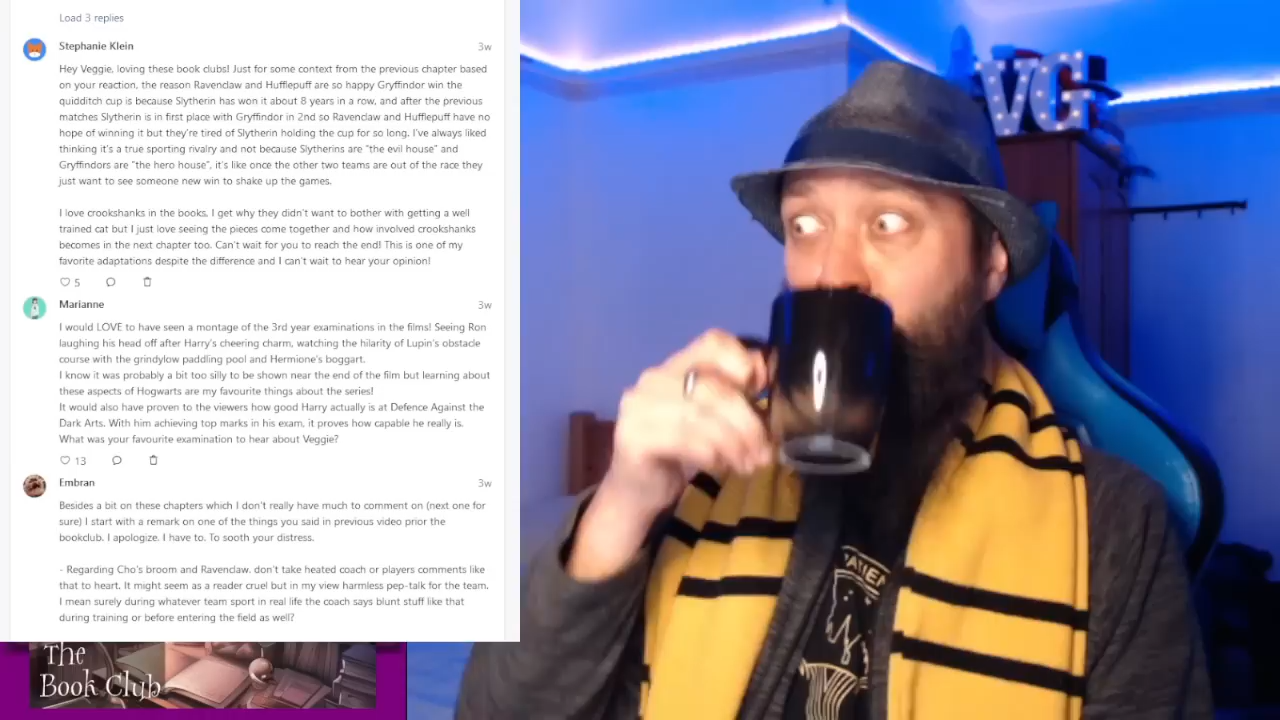 Load 3 replies
Stephanie Klein
3w
Hey Veggie, loving these book clubs! Just for some context from the previous chapter based
on your reaction, the reason Ravenclaw and Hufflepuff are so happy Gryffindor win the
quidditch cup is because Slytherin has won it about 8 years in a row, and after the previous
matches Slytherin is in first place with Gryffindor in 2nd so Ravenclaw and Hufflepuff have no
hope of winning it but they're tired of Slytherin holding the cup for so long. I've always liked
thinking it's a true sporting rivalry and not because Slytherins are "the evil house" and
Gryffindors are "the hero house", it's like once the other two teams are out of the race they
just want to see someone new win to shake up the games.
I love crookshanks in the books, I get why they didn't want to bother with getting a well
trained cat but I just love seeing the pieces come together and how involved crookshanks
becomes in the next chapter too. Can't wait for you to reach the end! This is one of my
favorite adaptations despite the difference and I can't wait to hear your opinion!
5
Marianne
3w
I would LOVE to have seen a montage of the 3rd year examinations in the films! Seeing Ron
laughing his head off after Harry's cheering charm, watching the hilarity of Lupin's obstacle
course with the grindylow paddling pool and Hermione's boggart.
I know it was probably a bit too silly to be shown near the end of the film but learning about
these aspects of Hogwarts are my favourite things about the series!
It would also have proven to the viewers how good Harry actually is at Defence Against the
Dark Arts. With him achieving top marks in his exam, it proves how capable he really is.
What was your favourite examination to hear about Veggie?
13
Embran
3w
Besides a bit on these chapters which I don't really have much to comment on (next one for
sure) I start with a remark on one of the things you said in previous video prior the
bookclub. I apologize. I have to. To sooth your distress.
- Regarding Cho's broom and Ravenclaw. don't take heated coach or players comments like
that to heart. It might seem as a reader cruel but in my view harmless pep-talk for the team.
I mean surely during whatever team sport in real life the coach says blunt stuff like that
during training or before entering the field as well?
The
Book Club
VG